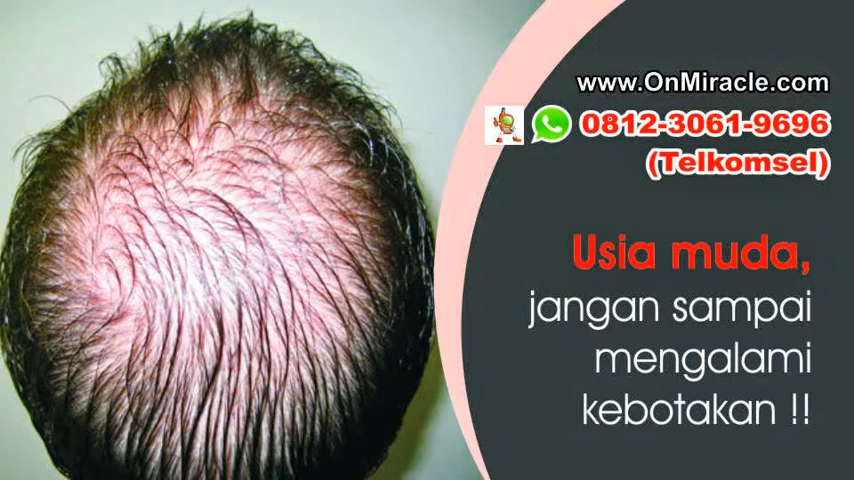 www.OnMiracle.com
0812-3061-9696
(Telkomsel)
Usia muda,
jangan sampai
mengalami
kebotakan !!